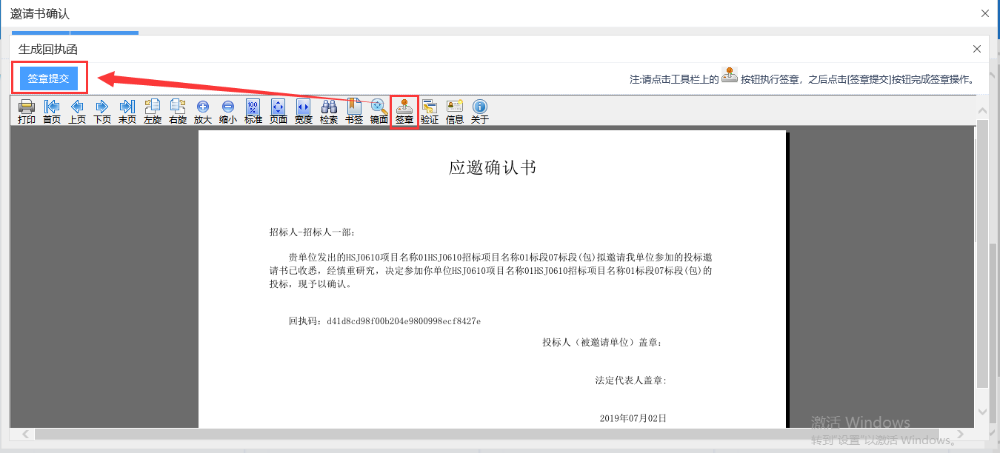 邀请书确认
生成回执函
签章提交
注:请点击工具栏上的 按钮执行签章，之后点击[签章提交]按钮完成签章操作。
打印 首页 上页 下页 末页 左旋 右旋 放大 缩小 标准 页面 宽度 检索 书签 镜面 签章 验证 信息 关于
应邀确认书
招标人-招标人一部：
贵单位发出的HSJ0610项目名称01HSJ0610招标项目名称01标段07标段(包)拟邀请我单位参加的投标邀
请书已收悉，经慎重研究，决定参加你单位HSJ0610项目名称01HSJ0610招标项目名称01标段07标段(包)的
投标，现予以确认。
回执码：d41d8cd98f00b204e9800998ecf8427e
投标人（被邀请单位）盖章：
法定代表人盖章：
2019年07月02日
激活 Windows
转到"设置"以激活 Windows。